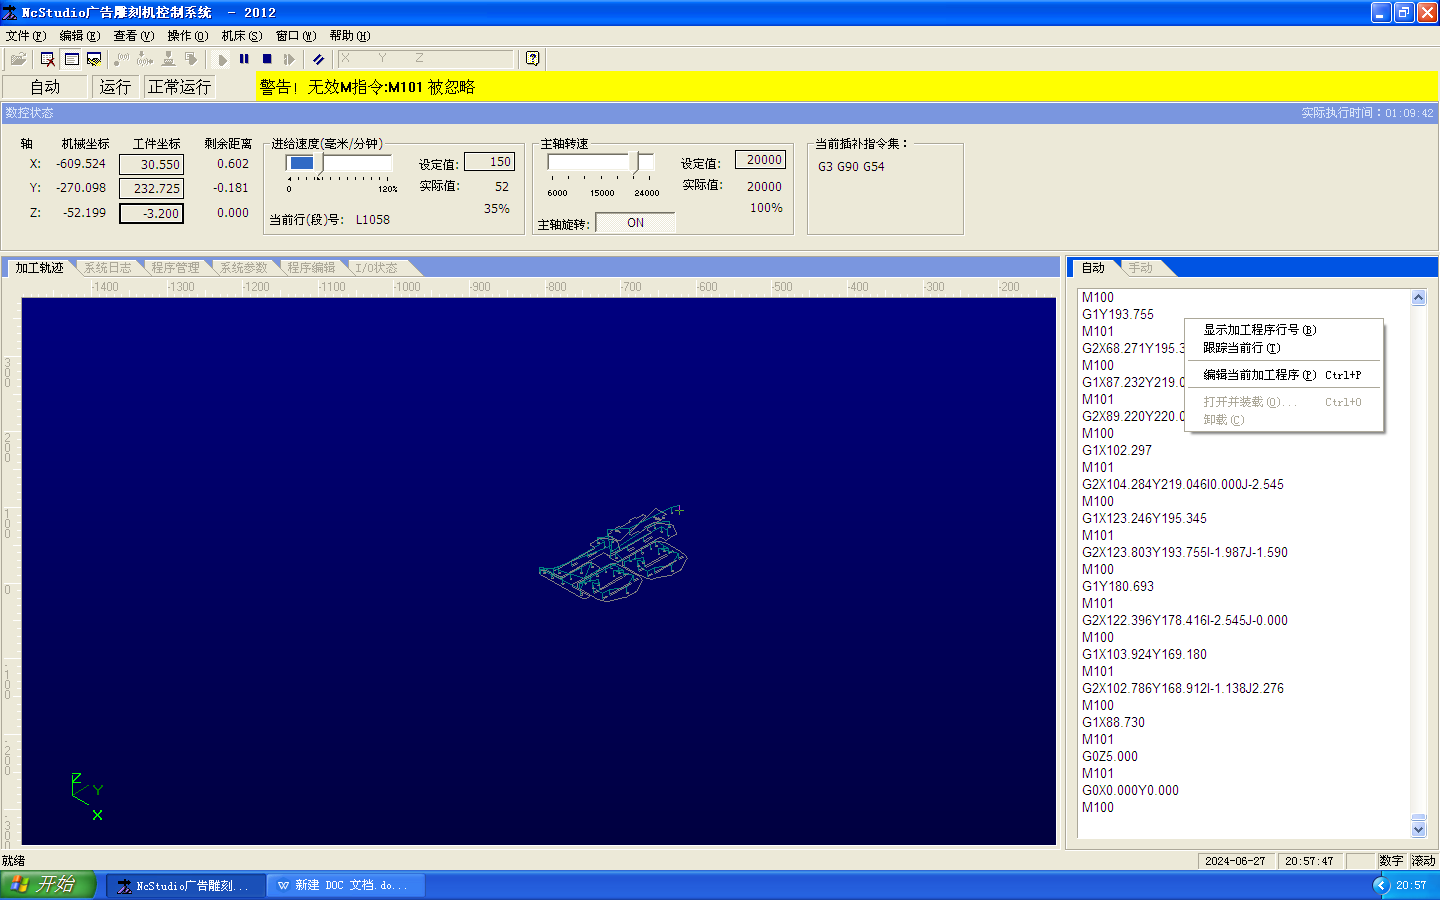 NcStudio广告雕刻机控制系统 - 2012
文件(F) 编辑(E) 查看(V) 操作(O) 机床(S) 窗口(W) 帮助(H)
X Y Z
自动 运行 正常运行 警告! 无效M指令:M101 被忽略
数控状态 实际执行时间:01:09:42
轴 机械坐标 工件坐标 剩余距离
X: -609.524 30.550 0.602
Y: -270.098 232.725 -0.181
Z: -52.199 -3.200 0.000
进给速度(毫米/分钟)
设定值: 150
0 120%
实际值: 52
35%
当前行(段)号: L1058
主轴转速
设定值: 20000
6000 15000 24000
实际值: 20000
100%
主轴旋转: ON
当前插补指令集:
G3 G90 G54
加工轨迹 系统日志 程序管理 系统参数 程序编辑 I/O状态
-1400 -1300 -1200 -1100 -1000 -900 -800 -700 -600 -500 -400 -300 -200
300
200
100
0
-100
-200
-300
Z
Y
X
自动 手动
M100
G1Y193.755
M101
G2X68.271Y195.3
M100
G1X87.232Y219.0
M101
G2X89.220Y220.0
M100
G1X102.297
M101
G2X104.284Y219.046I0.000J-2.545
M100
G1X123.246Y195.345
M101
G2X123.803Y193.755I-1.987J-1.590
M100
G1Y180.693
M101
G2X122.396Y178.416I-2.545J-0.000
M100
G1X103.924Y169.180
M101
G2X102.786Y168.912I-1.138J2.276
M100
G1X88.730
M101
G0Z5.000
M101
G0X0.000Y0.000
M100
显示加工程序行号(B)
跟踪当前行(T)
编辑当前加工程序(P) Ctrl+P
打开并装载(O)... Ctrl+O
卸载(C)
就绪 2024-06-27 20:57:47 数字 滚动
开始 NcStudio广告雕刻... 新建 DOC 文档.do... 20:57